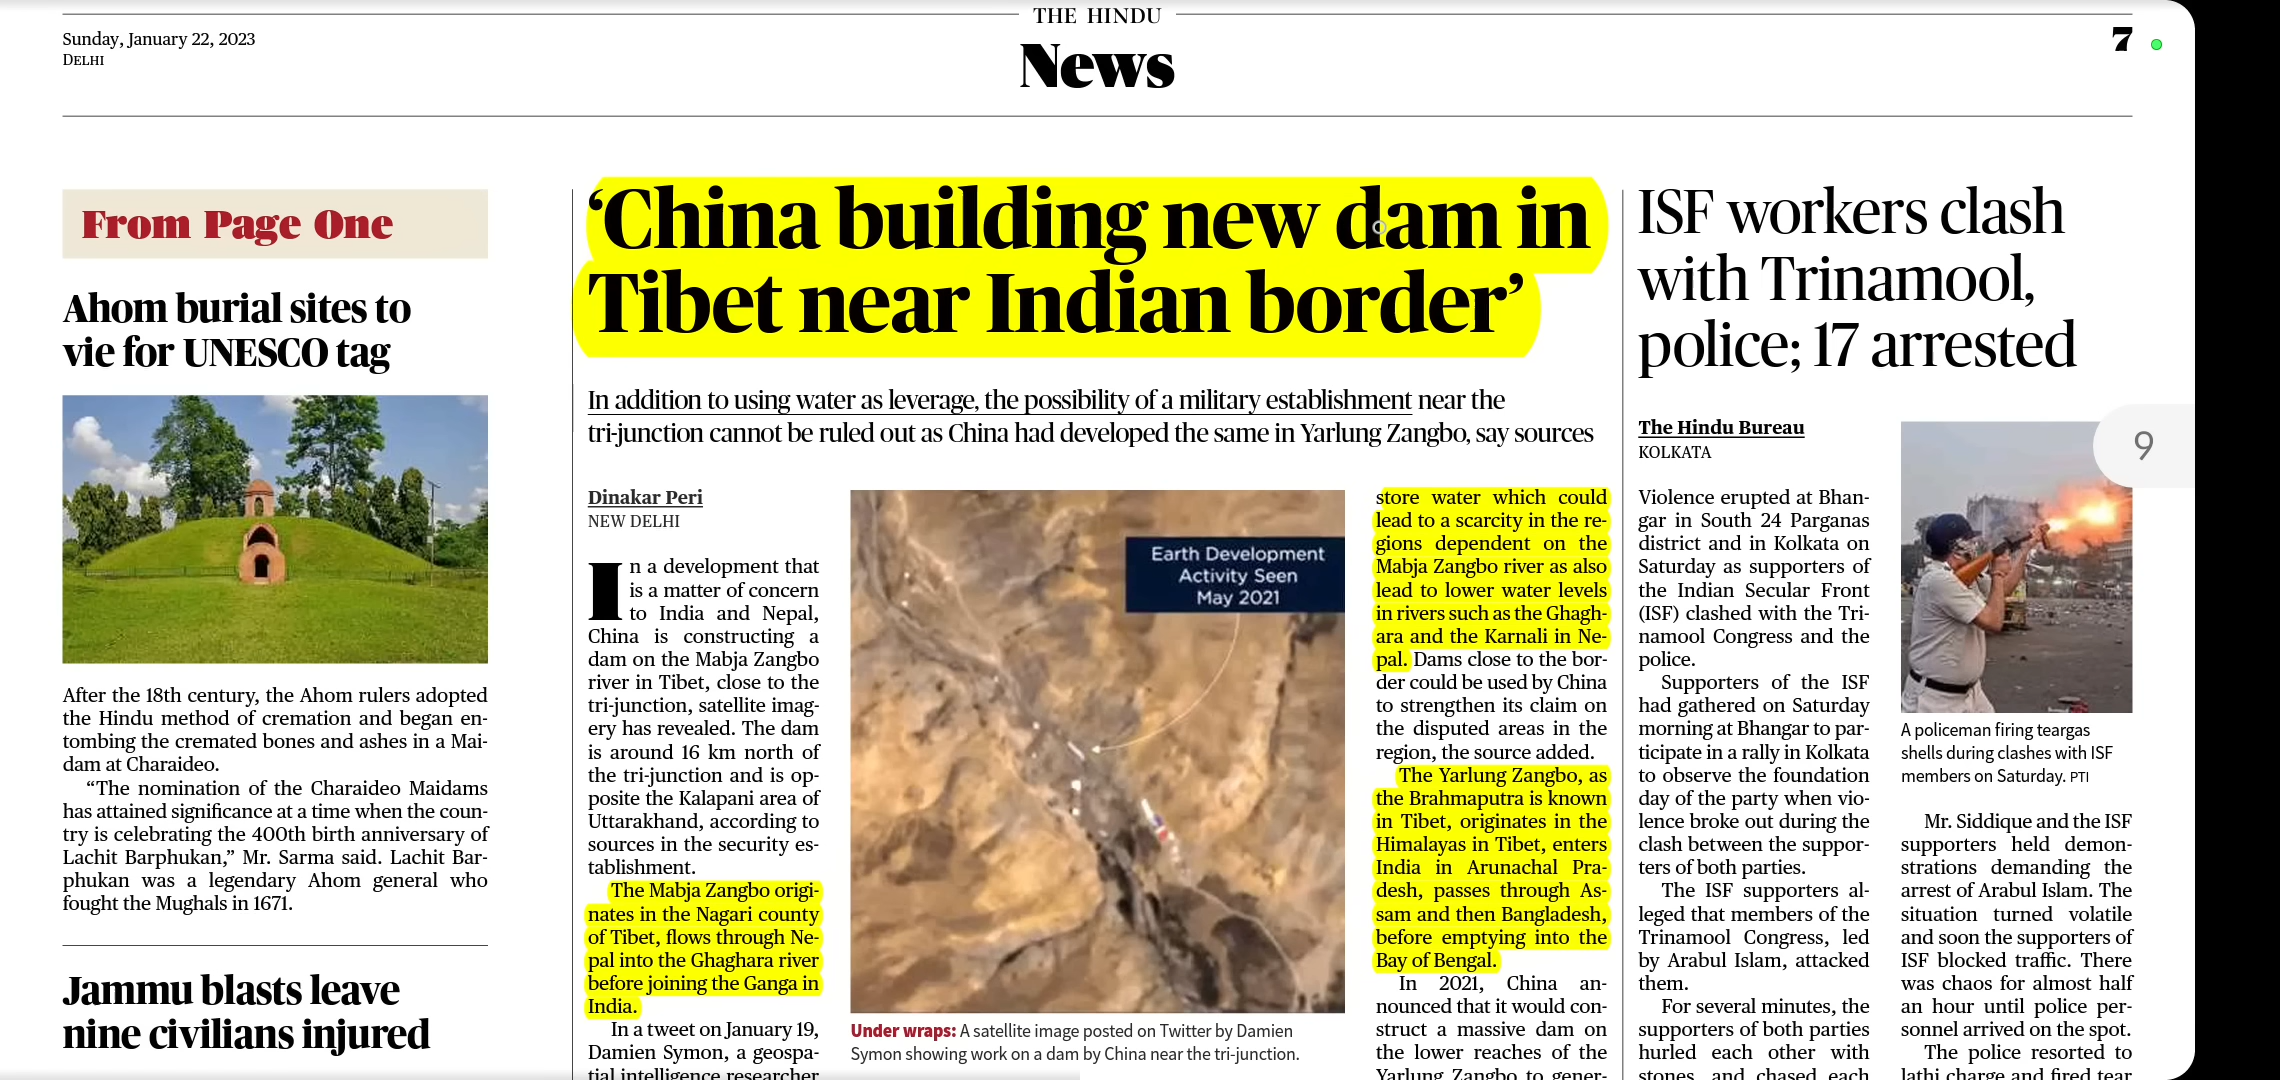 THE HINDU
Sunday, January 22, 2023
DELHI
News
7
From Page One
Ahom burial sites to
vie for UNESCO tag
After the 18th century, the Ahom rulers adopted
the Hindu method of cremation and began en-
tombing the cremated bones and ashes in a Mai-
dam at Charaideo.
“The nomination of the Charaideo Maidams
has attained significance at a time when the coun-
try is celebrating the 400th birth anniversary of
Lachit Barphukan,” Mr. Sarma said. Lachit Bar-
phukan was a legendary Ahom general who
fought the Mughals in 1671.
Jammu blasts leave
nine civilians injured
‘China building new dam in
Tibet near Indian border’
In addition to using water as leverage, the possibility of a military establishment near the
tri-junction cannot be ruled out as China had developed the same in Yarlung Zangbo, say sources
Dinakar Peri
NEW DELHI
In a development that
is a matter of concern
to India and Nepal,
China is constructing a
dam on the Mabja Zangbo
river in Tibet, close to the
tri-junction, satellite imag-
ery has revealed. The dam
is around 16 km north of
the tri-junction and is op-
posite the Kalapani area of
Uttarakhand, according to
sources in the security es-
tablishment.
The Mabja Zangbo origi-
nates in the Nagari county
of Tibet, flows through Ne-
pal into the Ghaghara river
before joining the Ganga in
India.
In a tweet on January 19,
Damien Symon, a geospa-
tial intelligence researcher
Earth Development
Activity Seen
May 2021
Under wraps: A satellite image posted on Twitter by Damien
Symon showing work on a dam by China near the tri-junction.
store water which could
lead to a scarcity in the re-
gions dependent on the
Mabja Zangbo river as also
lead to lower water levels
in rivers such as the Ghagh-
ara and the Karnali in Ne-
pal. Dams close to the bor-
der could be used by China
to strengthen its claim on
the disputed areas in the
region, the source added.
The Yarlung Zangbo, as
the Brahmaputra is known
in Tibet, originates in the
Himalayas in Tibet, enters
India in Arunachal Pra-
desh, passes through As-
sam and then Bangladesh,
before emptying into the
Bay of Bengal.
In 2021, China an-
nounced that it would con-
struct a massive dam on
the lower reaches of the
Yarlung Zangbo to gener-
ISF workers clash
with Trinamool,
police; 17 arrested
The Hindu Bureau
KOLKATA
Violence erupted at Bhan-
gar in South 24 Parganas
district and in Kolkata on
Saturday as supporters of
the Indian Secular Front
(ISF) clashed with the Tri-
namool Congress and the
police.
Supporters of the ISF
had gathered on Saturday
morning at Bhangar to par-
ticipate in a rally in Kolkata
to observe the foundation
day of the party when vio-
lence broke out during the
clash between the suppor-
ters of both parties.
The ISF supporters al-
leged that members of the
Trinamool Congress, led
by Arabul Islam, attacked
them.
For several minutes, the
supporters of both parties
hurled each other with
stones, and chased each
9
A policeman firing teargas
shells during clashes with ISF
members on Saturday. PTI
Mr. Siddique and the ISF
supporters held demon-
strations demanding the
arrest of Arabul Islam. The
situation turned volatile
and soon the supporters of
ISF blocked traffic. There
was chaos for almost half
an hour until police per-
sonnel arrived on the spot.
The police resorted to
lathi charge and fired tear